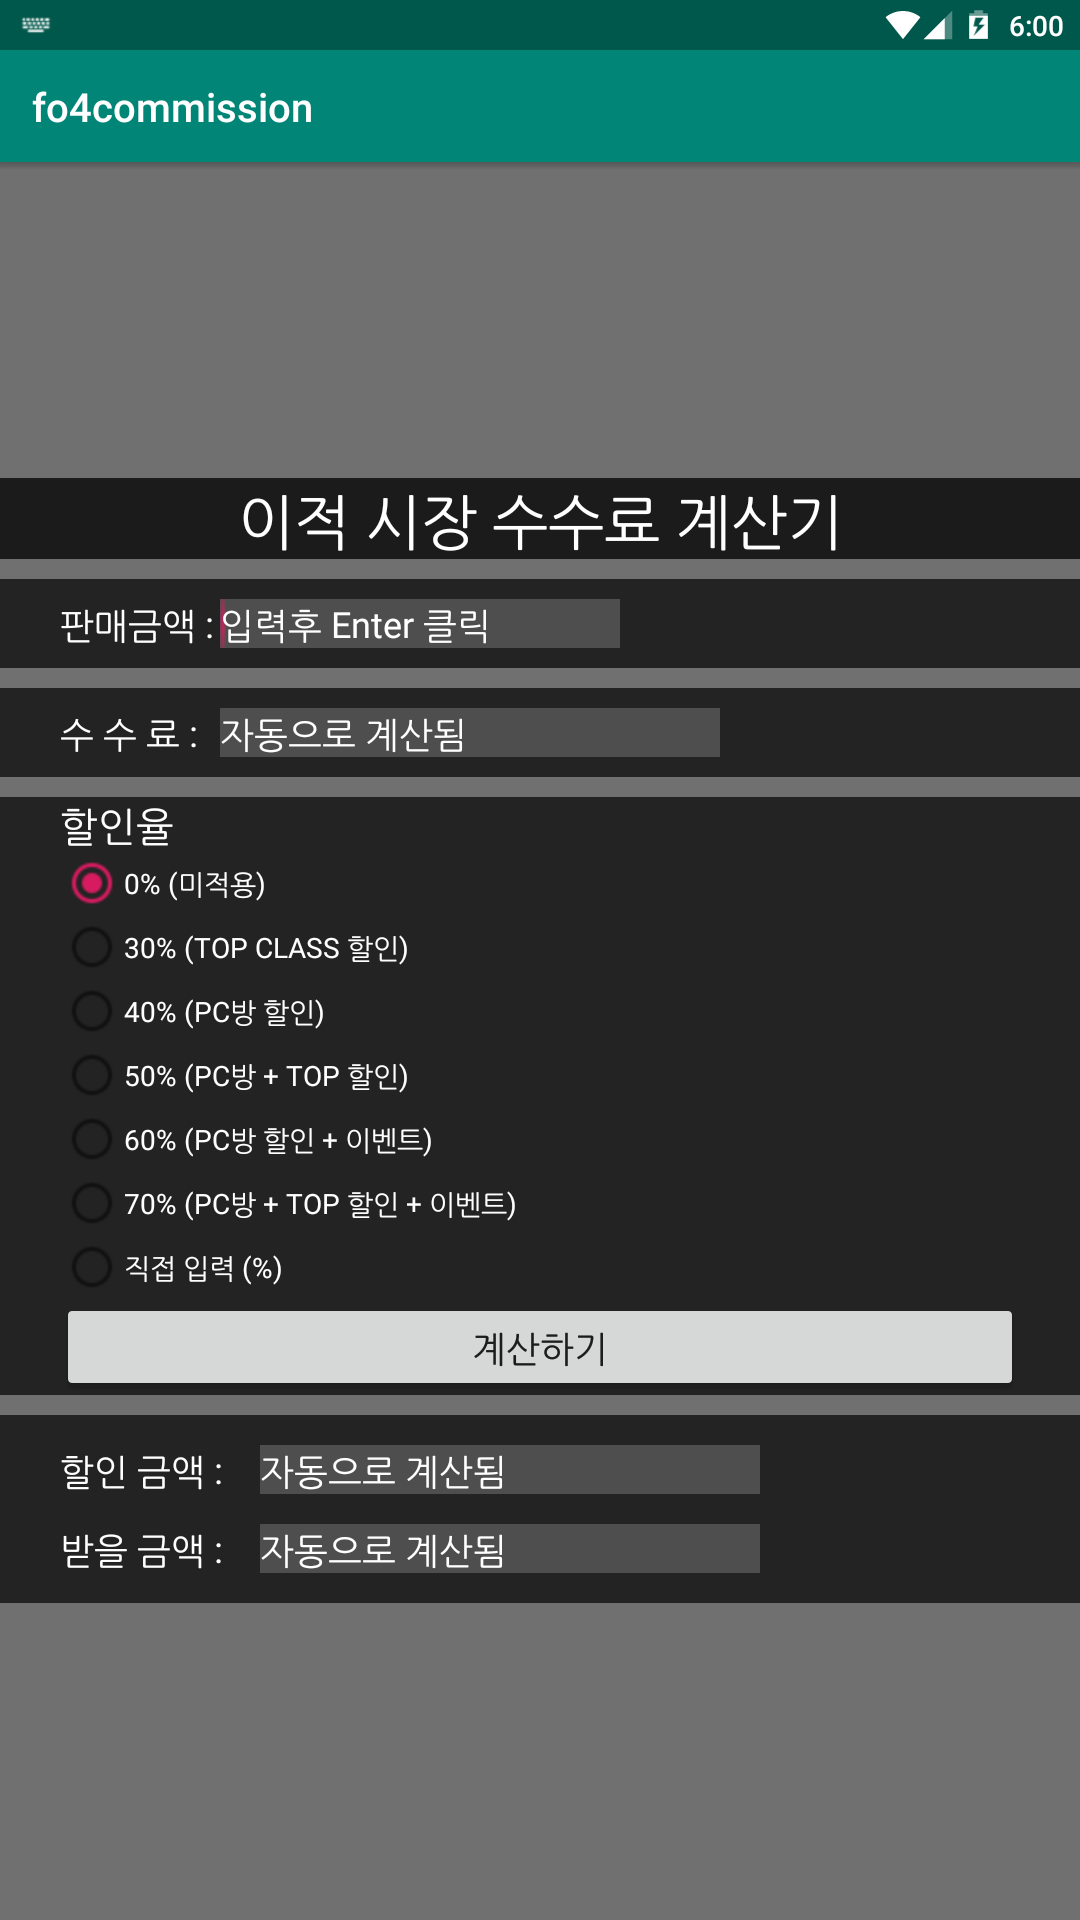 6:00
fo4commission
이적 시장 수수료 계산기
판매금액 : 입력후 Enter 클릭
수 수 료 : 자동으로 계산됨
할인율
0% (미적용)
30% (TOP CLASS 할인)
40% (PC방 할인)
50% (PC방 + TOP 할인)
60% (PC방 할인 + 이벤트)
70% (PC방 + TOP 할인 + 이벤트)
직접 입력 (%)
계산하기
할인 금액 : 자동으로 계산됨
받을 금액 : 자동으로 계산됨